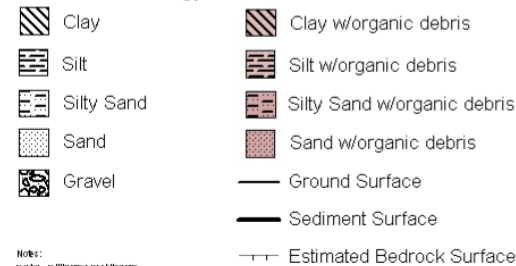 Clay
Silt
Silty Sand
Sand
Gravel
Clay w/organic debris
Silt w/organic debris
Silty Sand w/organic debris
Sand w/organic debris
Ground Surface
Sediment Surface
Estimated Bedrock Surface
Notes: